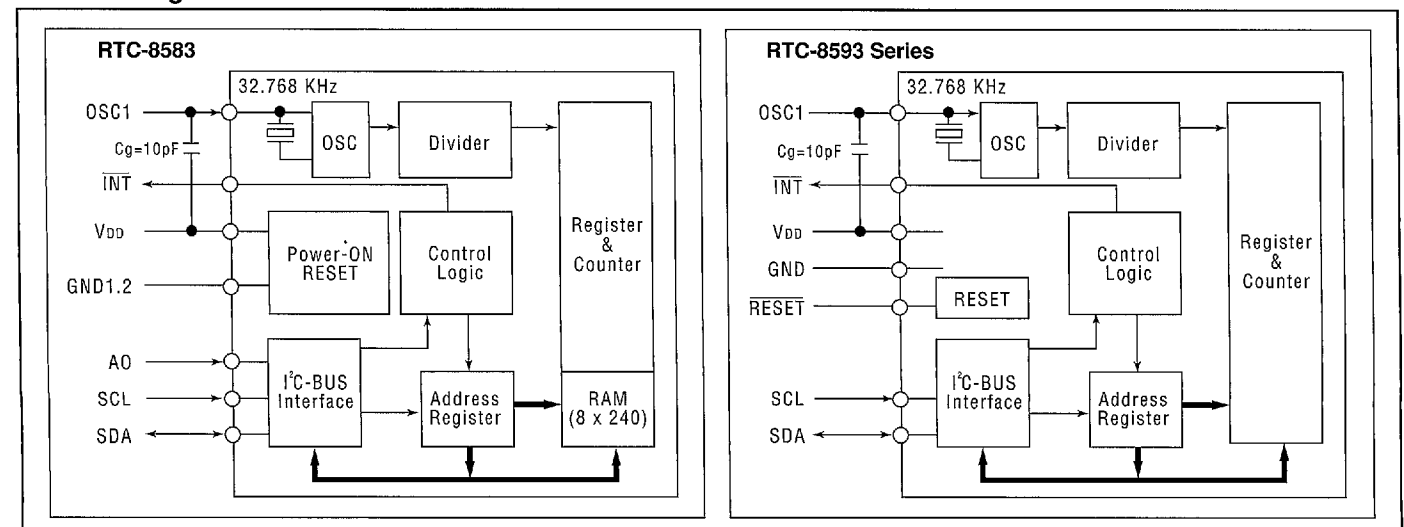 RTC-8583
32.768 KHz
OSC1
Cg=10pF
OSC
Divider
INT
VDD
Power-ON
RESET
Control
Logic
Register
&
Counter
GND1.2
A0
SCL
SDA
I²C-BUS
Interface
Address
Register
RAM
(8 x 240)
RTC-8593 Series
32.768 KHz
OSC1
Cg=10pF
OSC
Divider
INT
VDD
GND
RESET
RESET
Control
Logic
Register
&
Counter
SCL
SDA
I²C-BUS
Interface
Address
Register